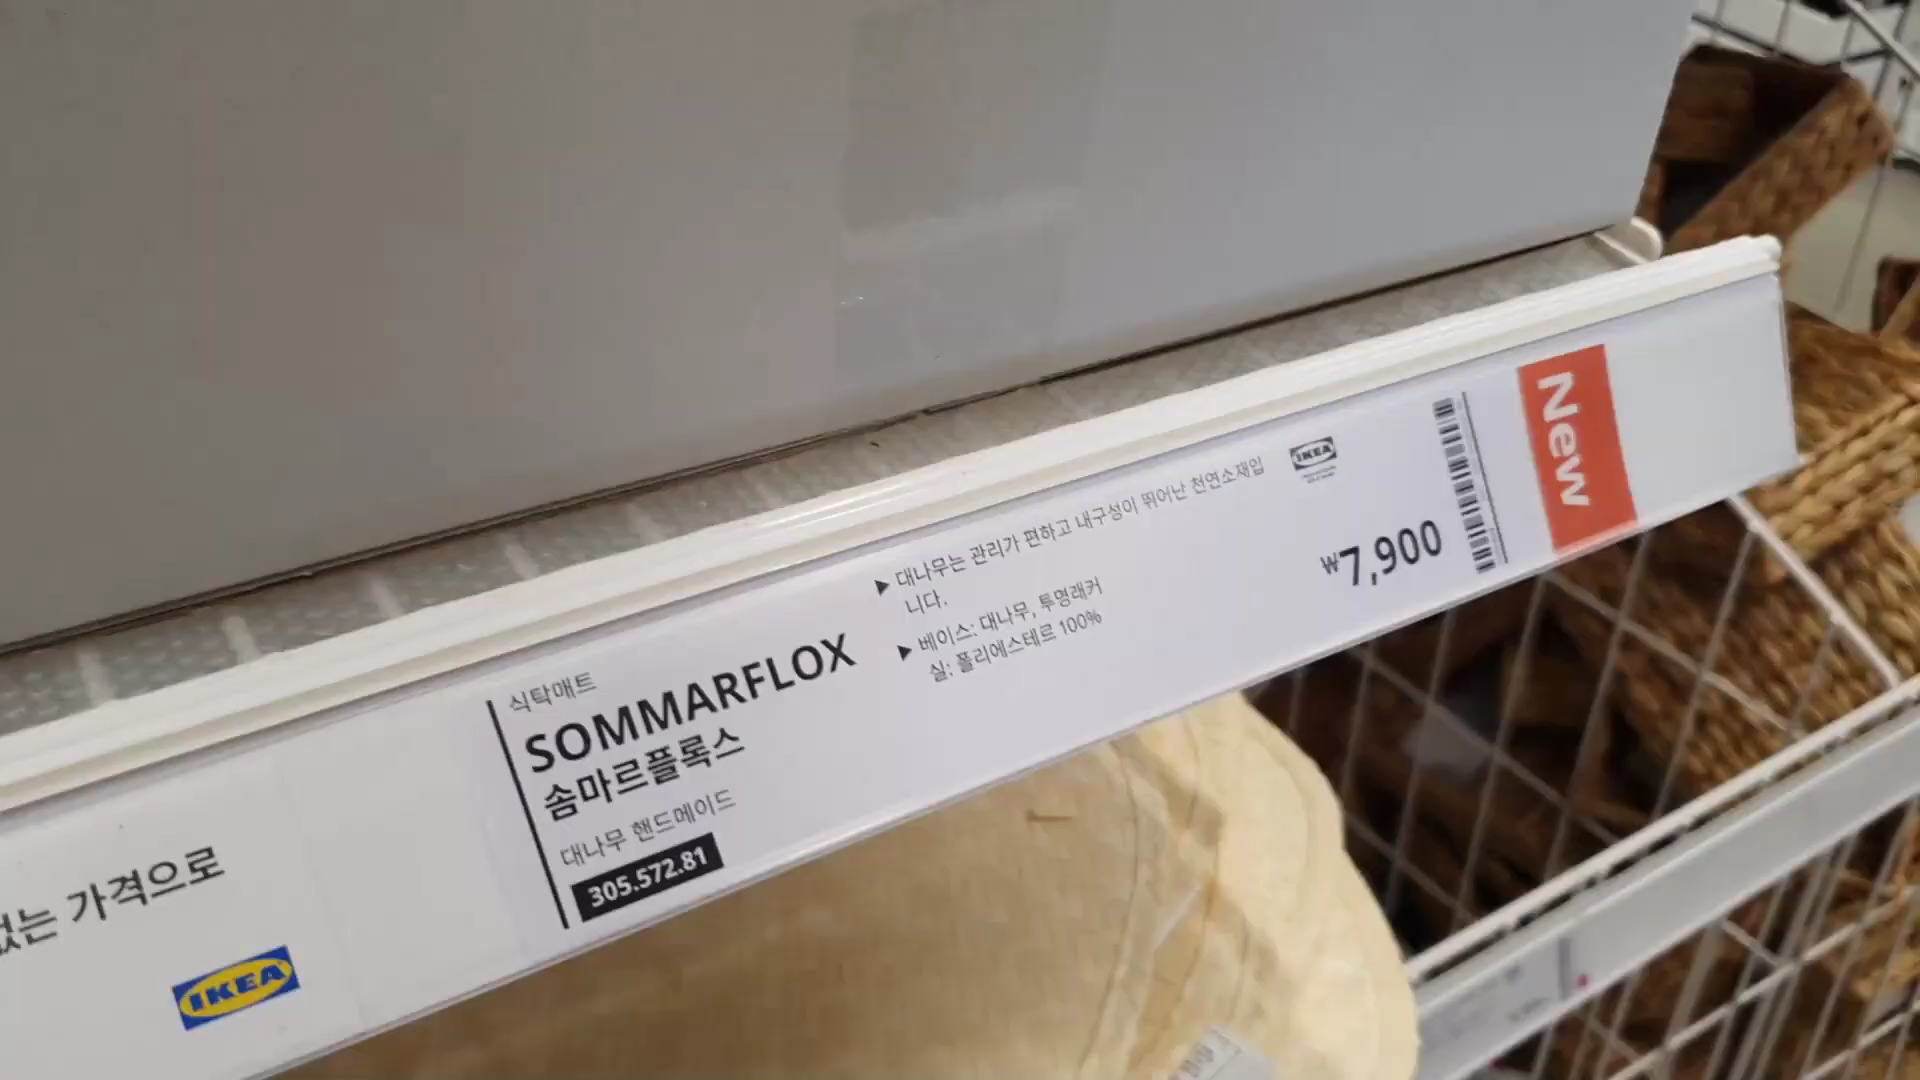 없는 가격으로
IKEA
식탁매트
SOMMARFLOX
솜마르플록스
대나무 핸드메이드
305.572.81
▶ 대나무는 관리가 편하고 내구성이 뛰어난 천연소재입
니다.
▶ 베이스: 대나무, 투명래커
실: 폴리에스테르 100%
IKEA
₩7,900
New